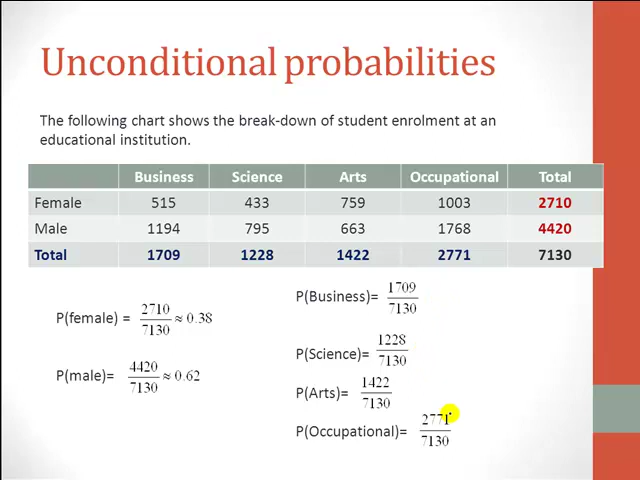 Unconditional probabilities
The following chart shows the break-down of student enrolment at an
educational institution.
Business Science Arts Occupational Total
Female 515 433 759 1003 2710
Male 1194 795 663 1768 4420
Total 1709 1228 1422 2771 7130
P(female) = 2710/7130 ≈ 0.38
P(male)= 4420/7130 ≈ 0.62
P(Business)= 1709/7130
P(Science)= 1228/7130
P(Arts)= 1422/7130
P(Occupational)= 2771/7130